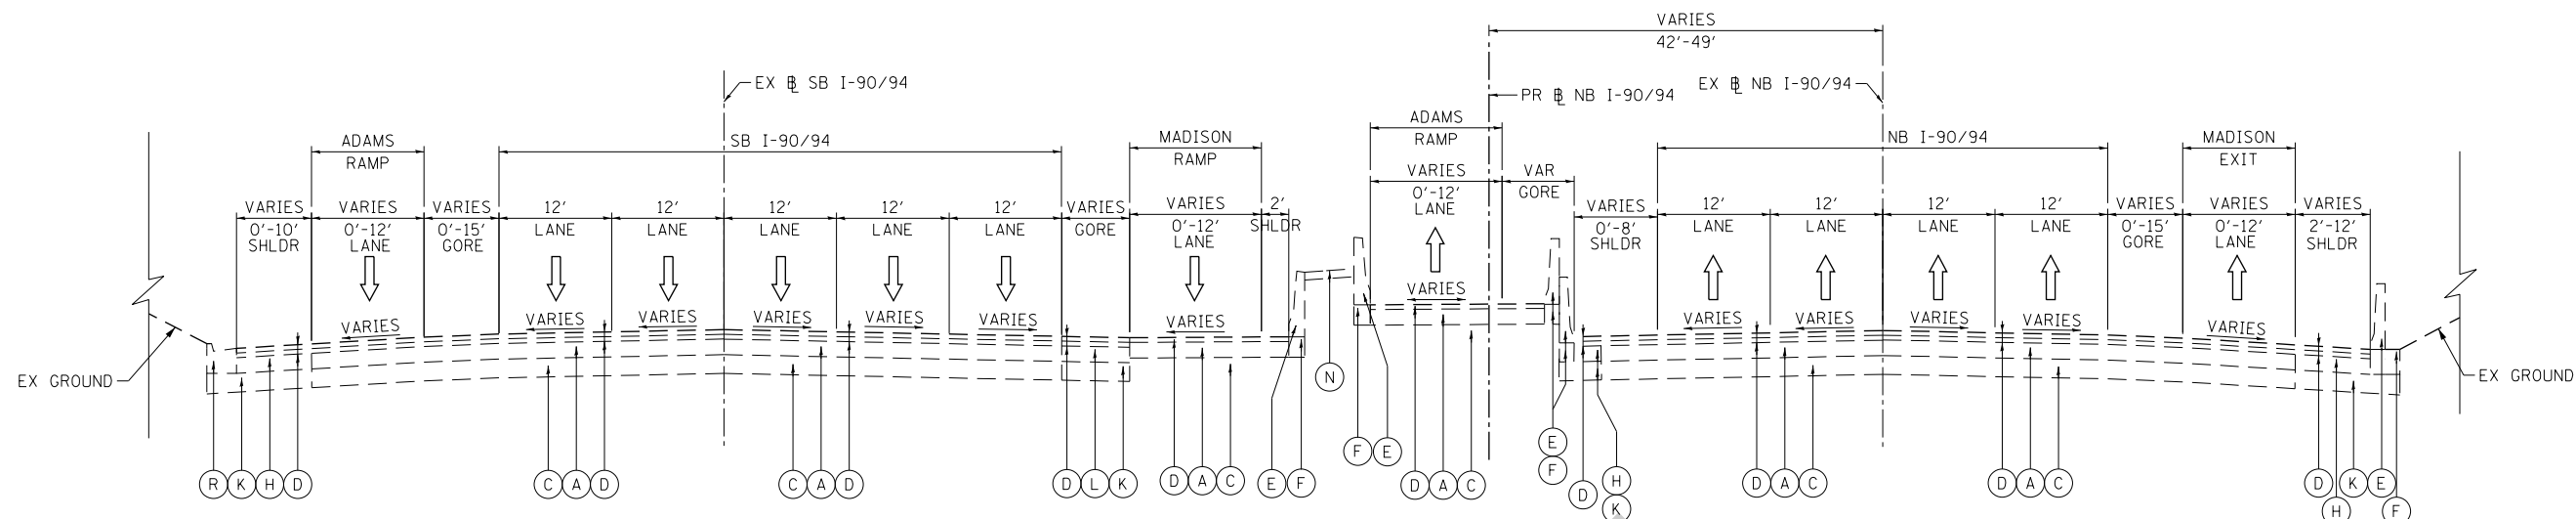 VARIES
42'-49'
EX ⅊ SB I-90/94
EX ⅊ NB I-90/94
PR ⅊ NB I-90/94
ADAMS
RAMP
SB I-90/94
MADISON
RAMP
ADAMS
RAMP
NB I-90/94
MADISON
EXIT
VARIES
0'-10'
SHLDR
VARIES
0'-12'
LANE
VARIES
0'-15'
GORE
12'
LANE
12'
LANE
12'
LANE
12'
LANE
12'
LANE
VARIES
GORE
VARIES
0'-12'
LANE
2'
SHLDR
VARIES
0'-12'
LANE
VAR
GORE
VARIES
0'-8'
SHLDR
12'
LANE
12'
LANE
12'
LANE
12'
LANE
VARIES
0'-15'
GORE
VARIES
0'-12'
LANE
VARIES
2'-12'
SHLDR
VARIES
VARIES
VARIES
VARIES
VARIES
VARIES
VARIES
VARIES
VARIES
VARIES
VARIES
VARIES
VARIES
EX GROUND
EX GROUND
R K H D
C A D
C A D
D L K
D A C
E F
N
F E
D A C
E
F
D
H
K
D A C
D A C
D
H
K E
F